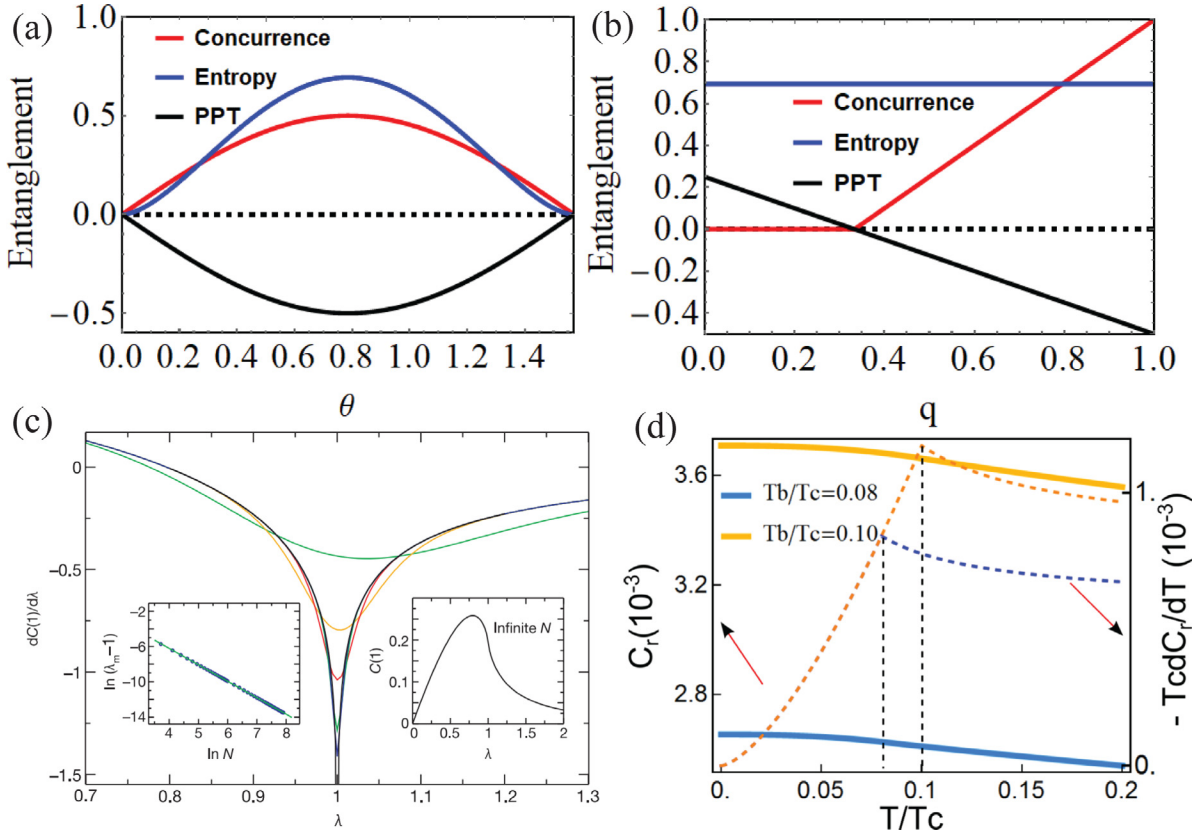 (a)
1.0
0.5
0.0
−0.5
Entanglement
Concurrence
Entropy
PPT
0.0 0.2 0.4 0.6 0.8 1.0 1.2 1.4
θ
(b)
1.0
0.8
0.6
0.4
0.2
0.0
−0.2
−0.4
Entanglement
Concurrence
Entropy
PPT
0.0 0.2 0.4 0.6 0.8 1.0
q
(c)
0
−0.5
−1
−1.5
dC(1)/dλ
0.7 0.8 0.9 1 1.1 1.2 1.3
λ
−2
−6
−10
−14
ln (λm−1)
4 5 6 7 8
ln N
0.2
0.1
0
C(1)
Infinite N
0 0.5 1 1.5 2
λ
(d)
3.6
3.2
2.8
Cr(10⁻³)
Tb/Tc=0.08
Tb/Tc=0.10
1.
0.
- TcdCr/dT (10⁻³)
0. 0.05 0.1 0.15 0.2
T/Tc